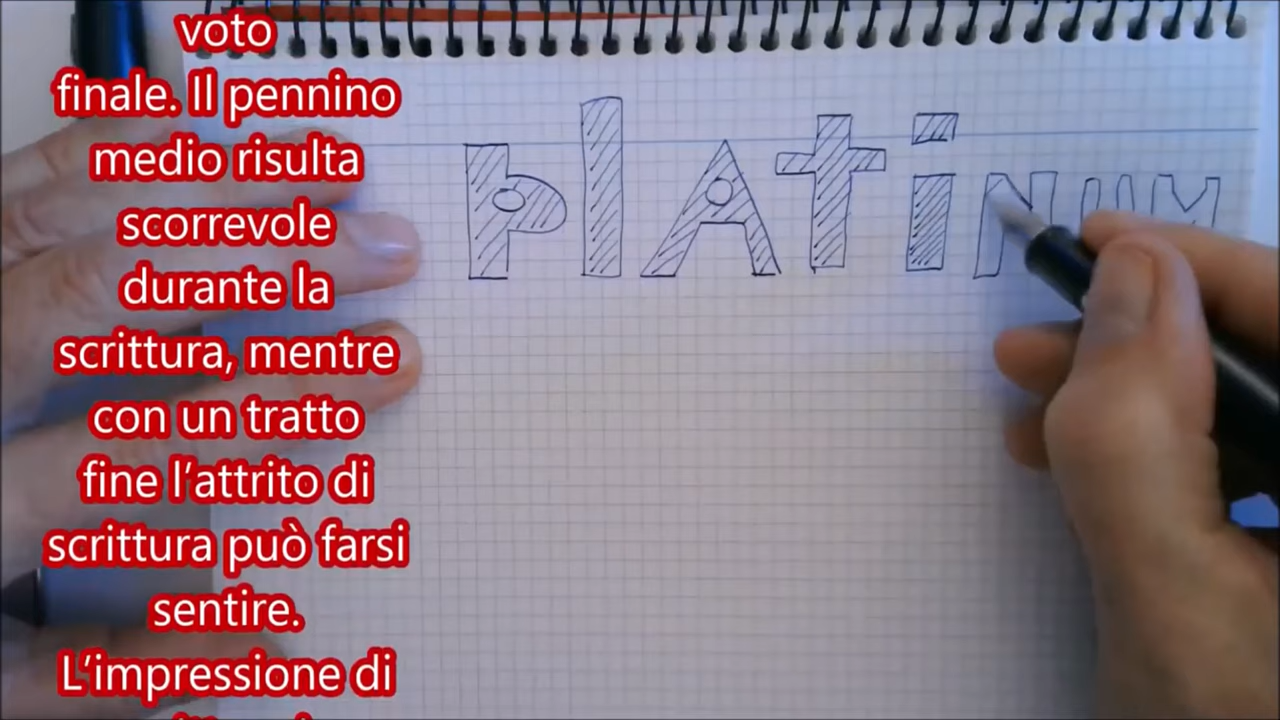 voto
finale. Il pennino
medio risulta
scorrevole
durante la
scrittura, mentre
con un tratto
fine l'attrito di
scrittura può farsi
sentire.
L'impressione di
plAtiNUM